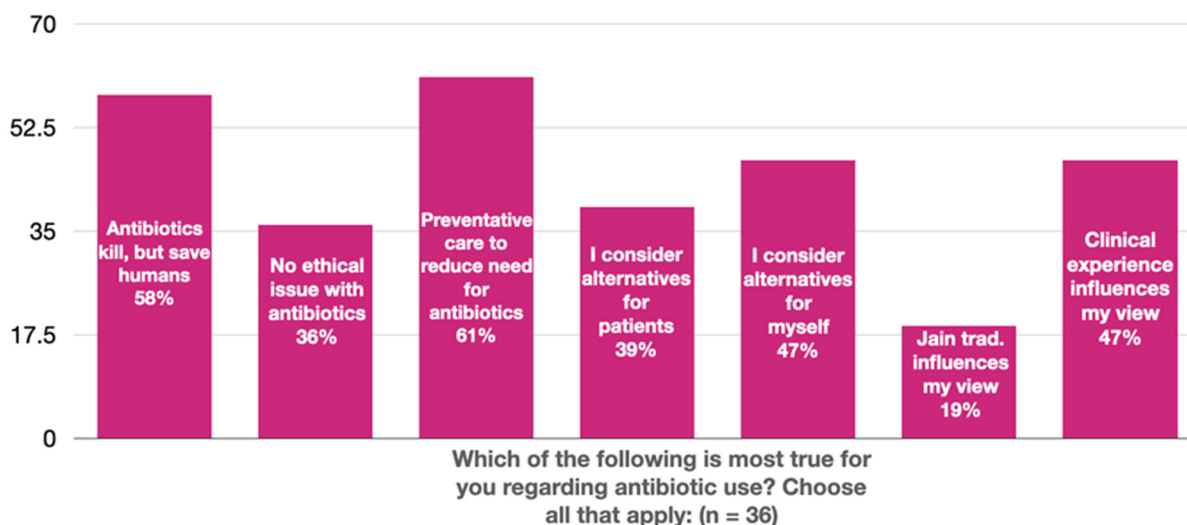 70
52.5
35
17.5
0
Antibiotics
kill, but save
humans
58%
No ethical
issue with
antibiotics
36%
Preventative
care to
reduce need
for
antibiotics
61%
I consider
alternatives
for
patients
39%
I consider
alternatives
for
myself
47%
Jain trad.
influences
my view
19%
Clinical
experience
influences
my view
47%
Which of the following is most true for
you regarding antibiotic use? Choose
all that apply: (n = 36)